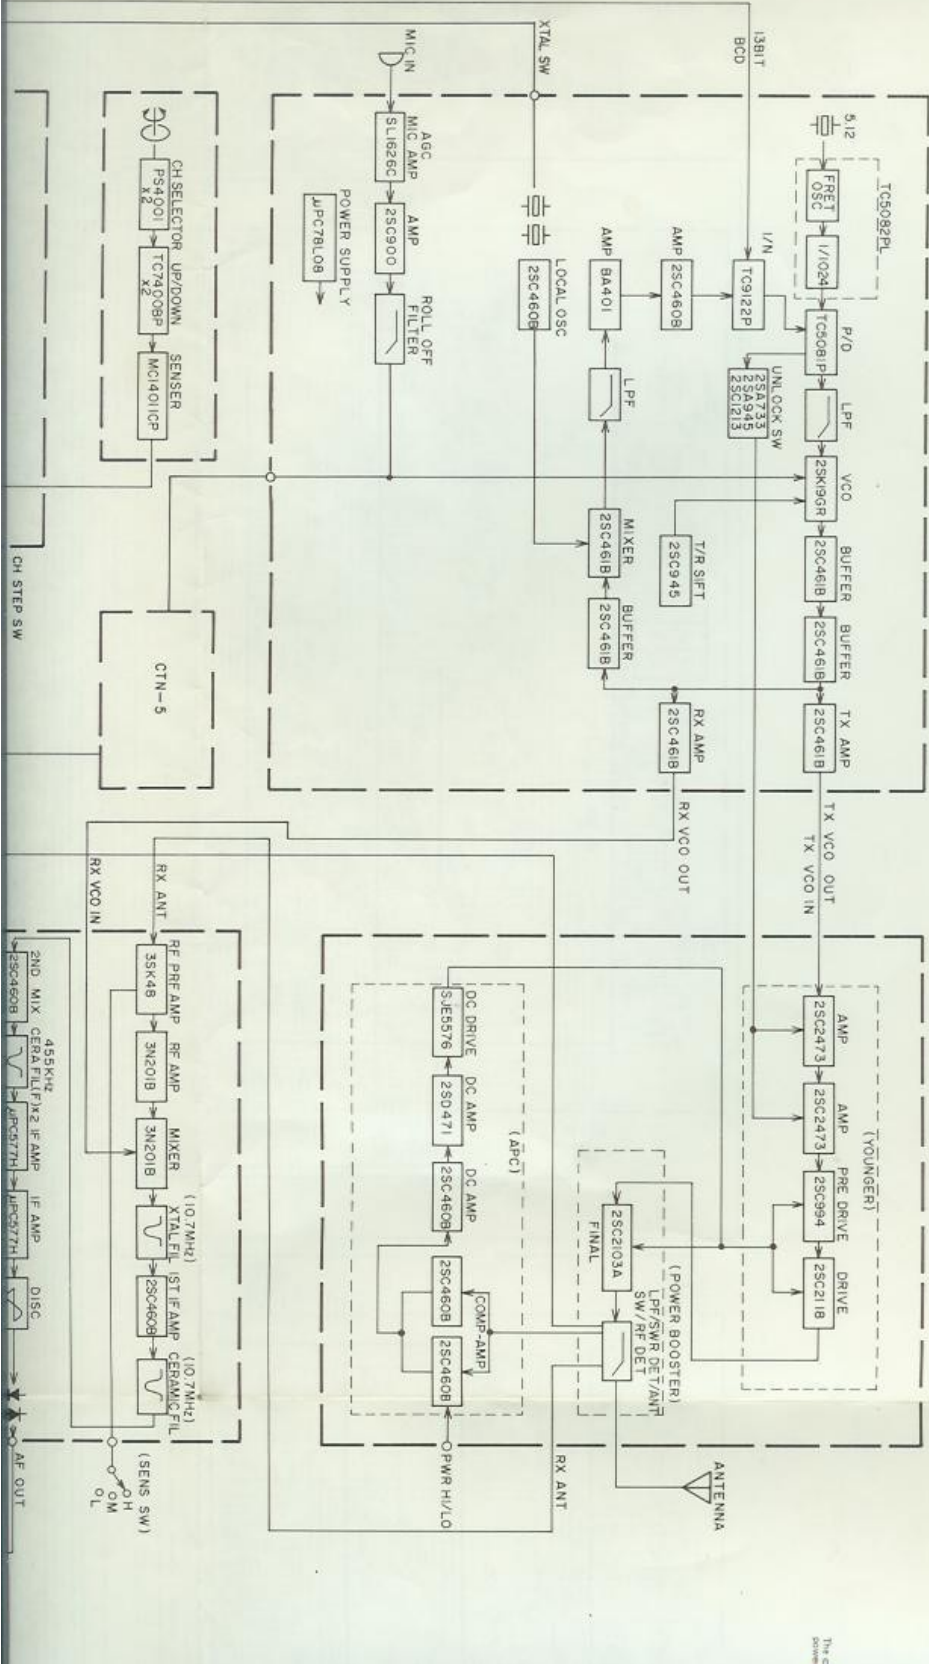 5.12
TC5082PL
FRET
OSC
1/1024
P/D
TC5081P
LPF
VCO
2SK19GR
BUFFER
2SC461B
BUFFER
2SC461B
TX AMP
2SC461B
TX VCO OUT
TX VCO IN
(YOUNGER)
AMP
2SC2473
AMP
2SC2473
PRE DRIVE
2SC994
DRIVE
2SC2118
13BIT
BCD
1/N
TC9122P
UNLOCK SW
2SA733
2SA945
2SC1213
AMP
2SC460B
T/R SIFT
2SC945
RX AMP
2SC461B
RX VCO OUT
AMP
BA401
LPF
MIXER
2SC461B
BUFFER
2SC461B
(POWER BOOSTER)
LPF/SWR DET/ANT
SW/RF DET
2SC2103A
FINAL
ANTENNA
XTAL SW
LOCAL OSC
2SC460B
RX ANT
(APC)
DC DRIVE
SJE5576
DC AMP
2SD471
DC AMP
2SC460B
COMP-AMP
2SC460B
2SC460B
PWR HI/LO
MIC IN
AGC
MIC AMP
SL1626C
AMP
2SC900
ROLL OFF
FILTER
POWER SUPPLY
μPC78L08
CH SELECTOR
PS4001
x2
UP/DOWN
TC7400BP
x2
SENSER
MC14011CP
CTN-5
CH STEP SW
RX VCO IN
RX ANT
RF PRF AMP
3SK48
RF AMP
3N201B
MIXER
3N201B
(10.7MHz)
XTAL FIL
1ST IF AMP
2SC460B
(10.7MHz)
CERAMIC FIL
(SENS SW)
H
M
L
2ND MIX
2SC460B
455KHz
CERA FIL(F)x2
IF AMP
μPC577H
IF AMP
μPC577H
DISC
AF OUT